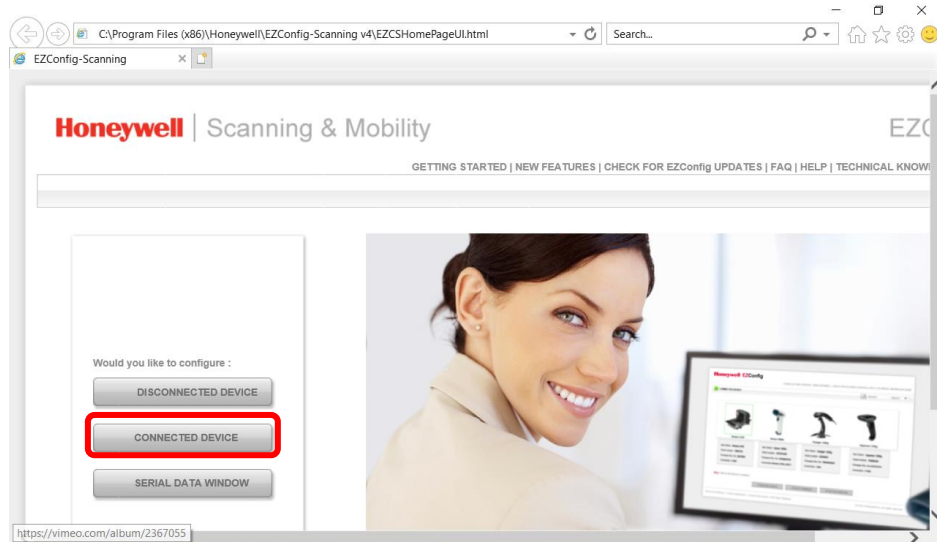 C:\Program Files (x86)\Honeywell\EZConfig-Scanning v4\EZCSHomePageUI.html
Search...
EZConfig-Scanning
Honeywell | Scanning & Mobility
EZC
GETTING STARTED | NEW FEATURES | CHECK FOR EZConfig UPDATES | FAQ | HELP | TECHNICAL KNOW
Would you like to configure :
DISCONNECTED DEVICE
CONNECTED DEVICE
SERIAL DATA WINDOW
Honeywell EZConfig
https://vimeo.com/album/2367055